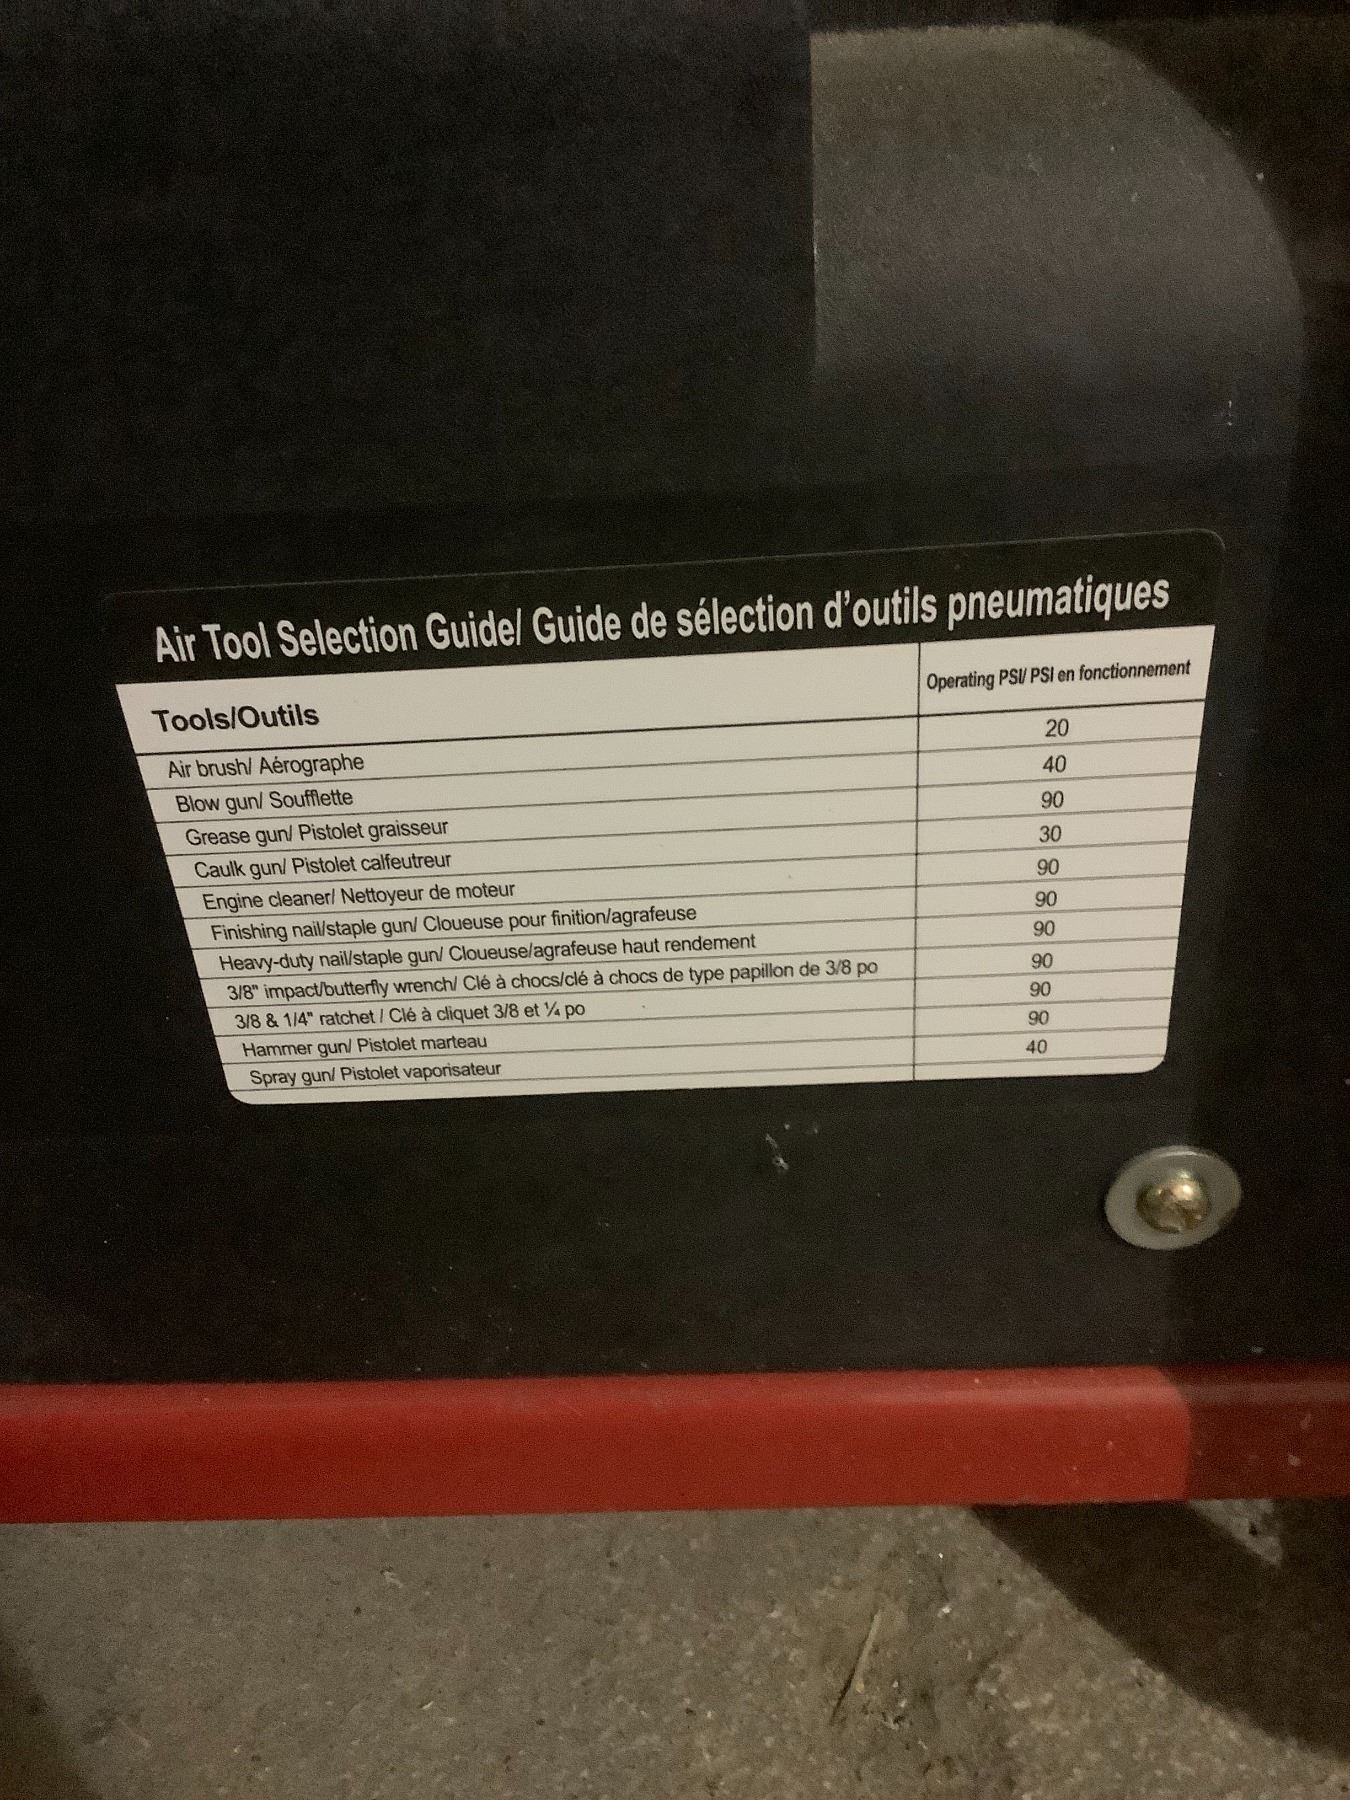 Air Tool Selection Guide/ Guide de sélection d'outils pneumatiques
Tools/Outils Operating PSI/ PSI en fonctionnement
Air brush/ Aérographe 20
Blow gun/ Soufflette 40
Grease gun/ Pistolet graisseur 90
Caulk gun/ Pistolet calfeutreur 30
Engine cleaner/ Nettoyeur de moteur 90
Finishing nail/staple gun/ Cloueuse pour finition/agrafeuse 90
Heavy-duty nail/staple gun/ Cloueuse/agrafeuse haut rendement 90
3/8" impact/butterfly wrench/ Clé à chocs/clé à chocs de type papillon de 3/8 po 90
3/8 & 1/4" ratchet / Clé à cliquet 3/8 et ¼ po 90
Hammer gun/ Pistolet marteau 90
Spray gun/ Pistolet vaporisateur 40